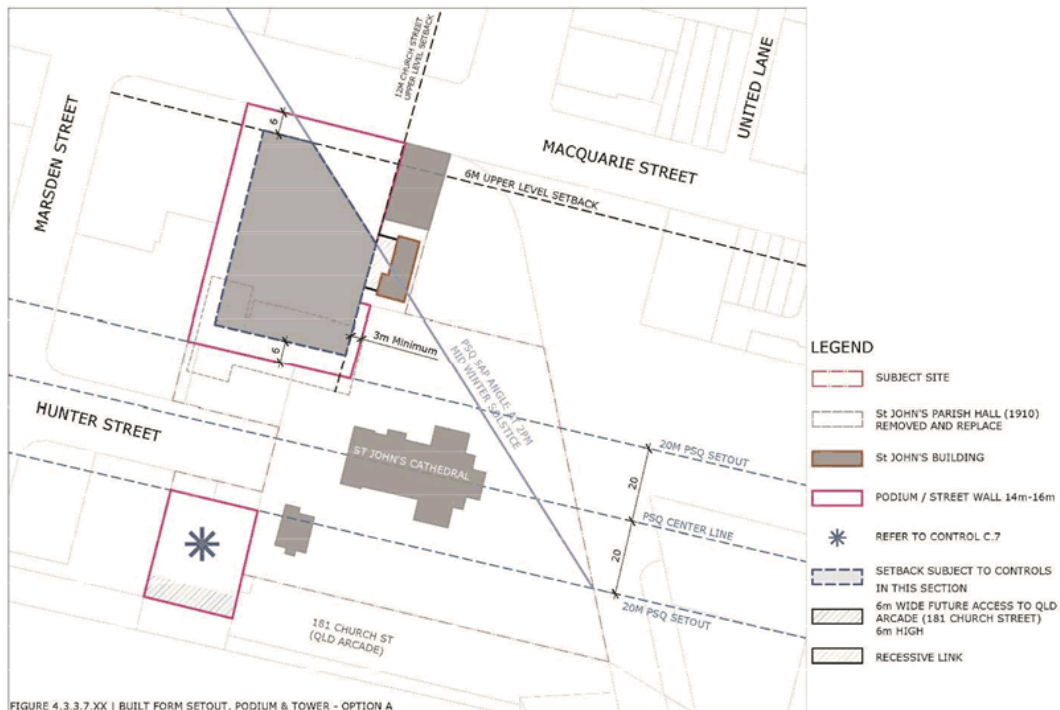 12M CHURCH STREET
UPPER LEVEL SETBACK
UNITED LANE
MARSDEN STREET
MACQUARIE STREET
6
6M UPPER LEVEL SETBACK
3m Minimum
6
PSQ SAP ANGLE AT 2PM
MID WINTER SOLSTICE
HUNTER STREET
ST JOHN'S CATHEDRAL
20M PSQ SETOUT
20
PSQ CENTER LINE
20
20M PSQ SETOUT
181 CHURCH ST
(QLD ARCADE)
LEGEND
SUBJECT SITE
St JOHN'S PARISH HALL (1910)
REMOVED AND REPLACE
St JOHN'S BUILDING
PODIUM / STREET WALL 14m-16m
REFER TO CONTROL C.7
SETBACK SUBJECT TO CONTROLS
IN THIS SECTION
6m WIDE FUTURE ACCESS TO QLD
ARCADE (181 CHURCH STREET)
6m HIGH
RECESSIVE LINK
FIGURE 4.3.3.7.XX | BUILT FORM SETOUT, PODIUM & TOWER - OPTION A